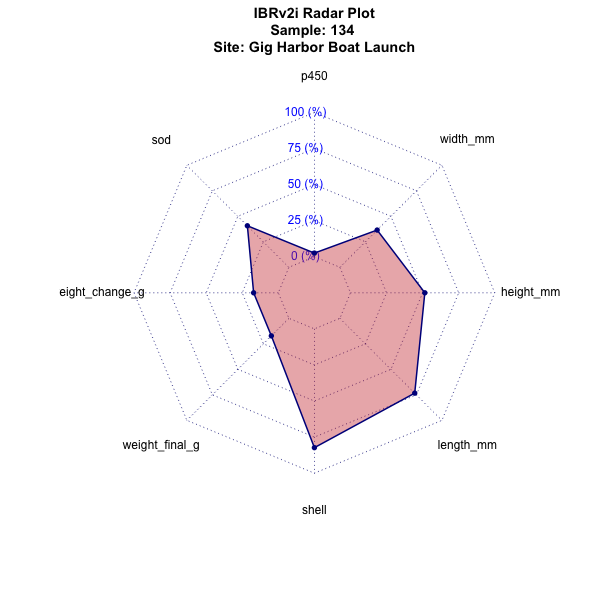 IBRv2i Radar Plot
Sample: 134
Site: Gig Harbor Boat Launch
p450
100 (%)
sod
width_mm
75 (%)
50 (%)
25 (%)
0 (%)
eight_change_g
height_mm
weight_final_g
length_mm
shell